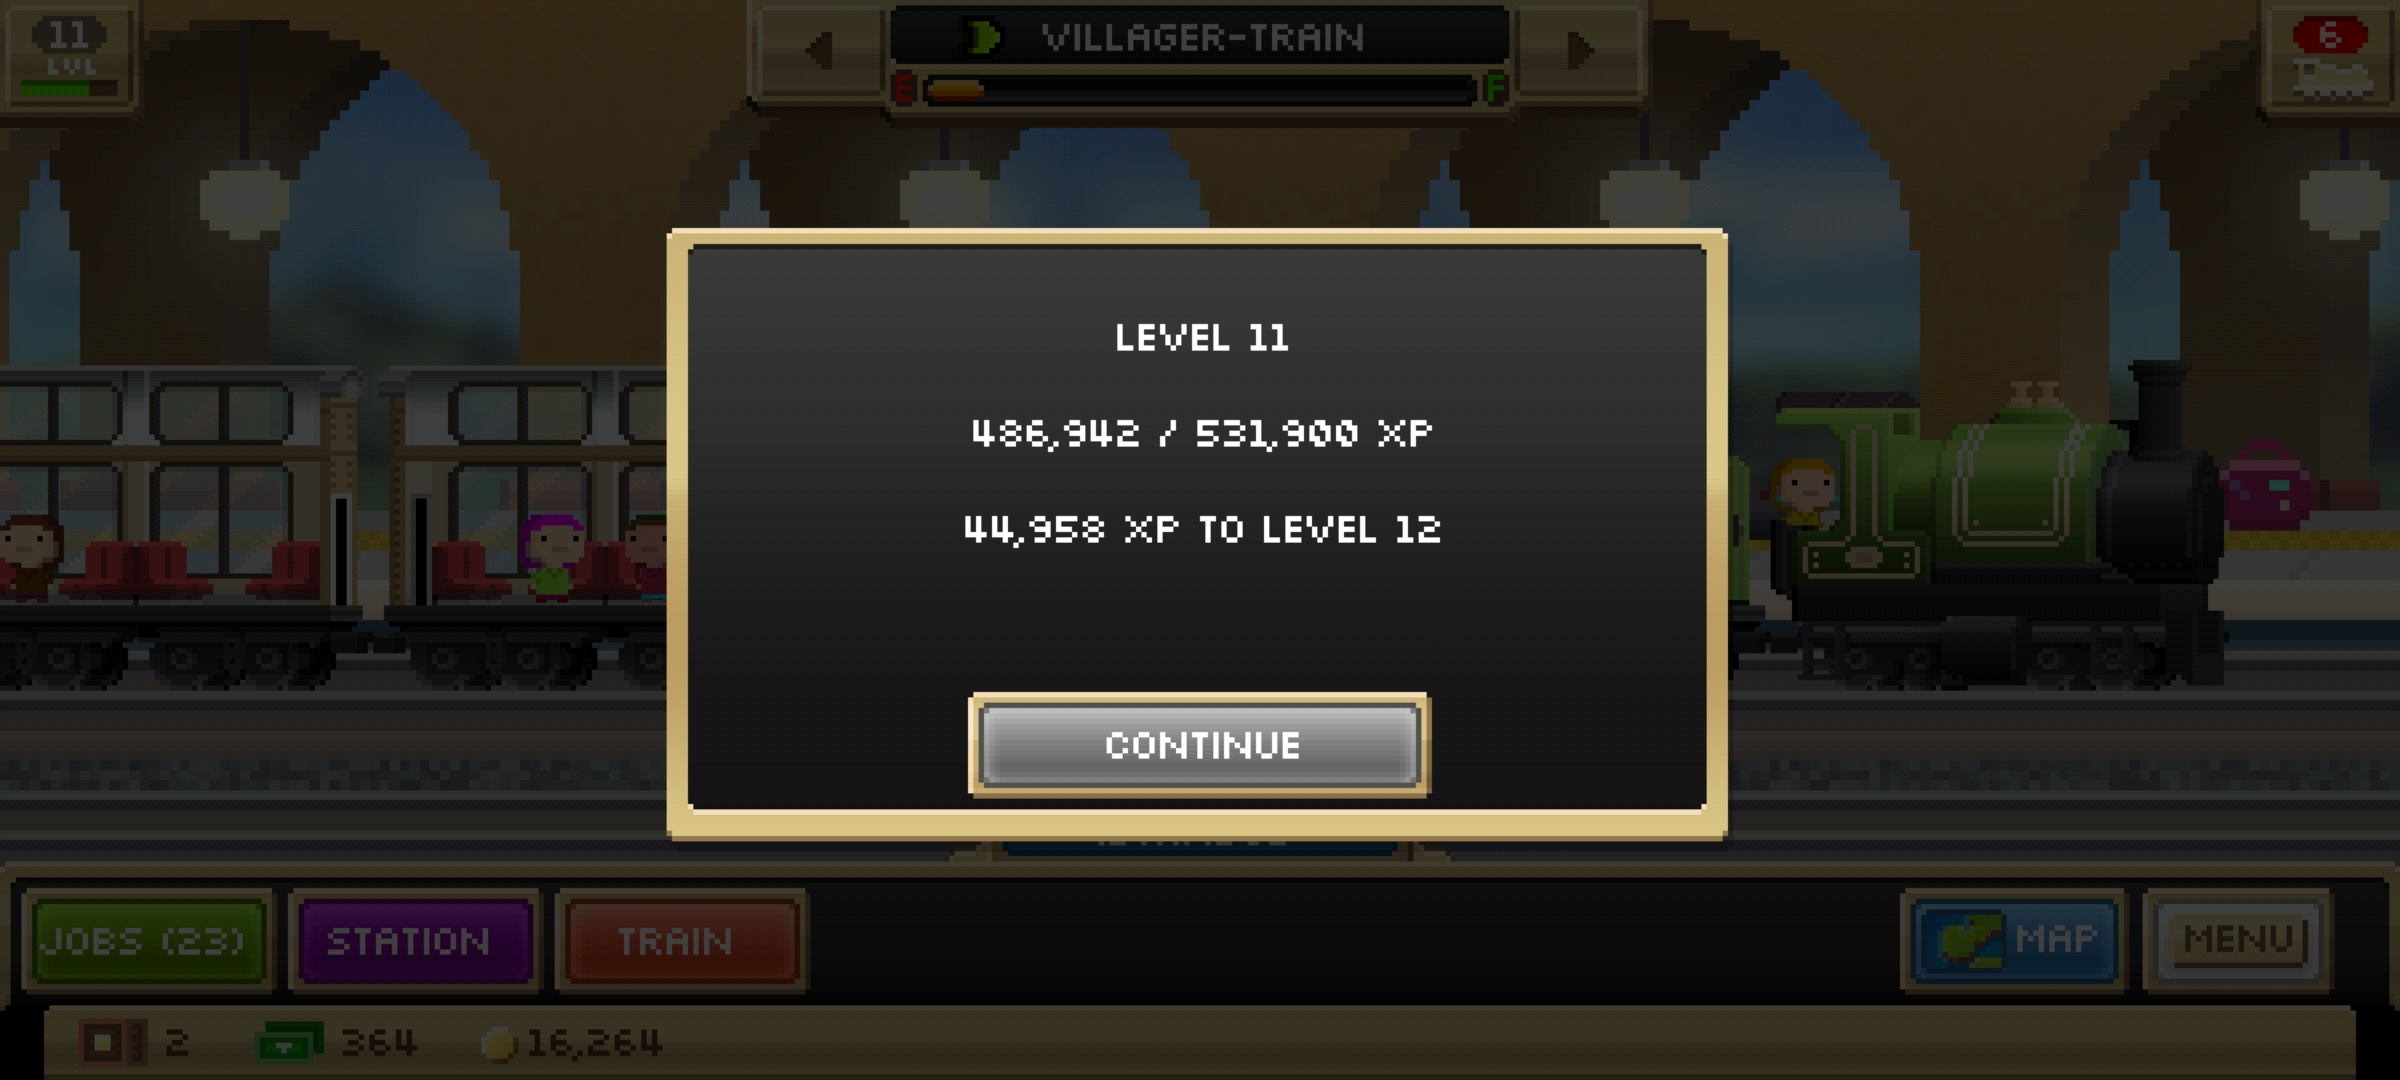 11
LVL
VILLAGER-TRAIN
E
F
6
LEVEL 11
486,942 / 531,900 XP
44,958 XP TO LEVEL 12
CONTINUE
JOBS (23)
STATION
TRAIN
MAP
MENU
2
364
16,264